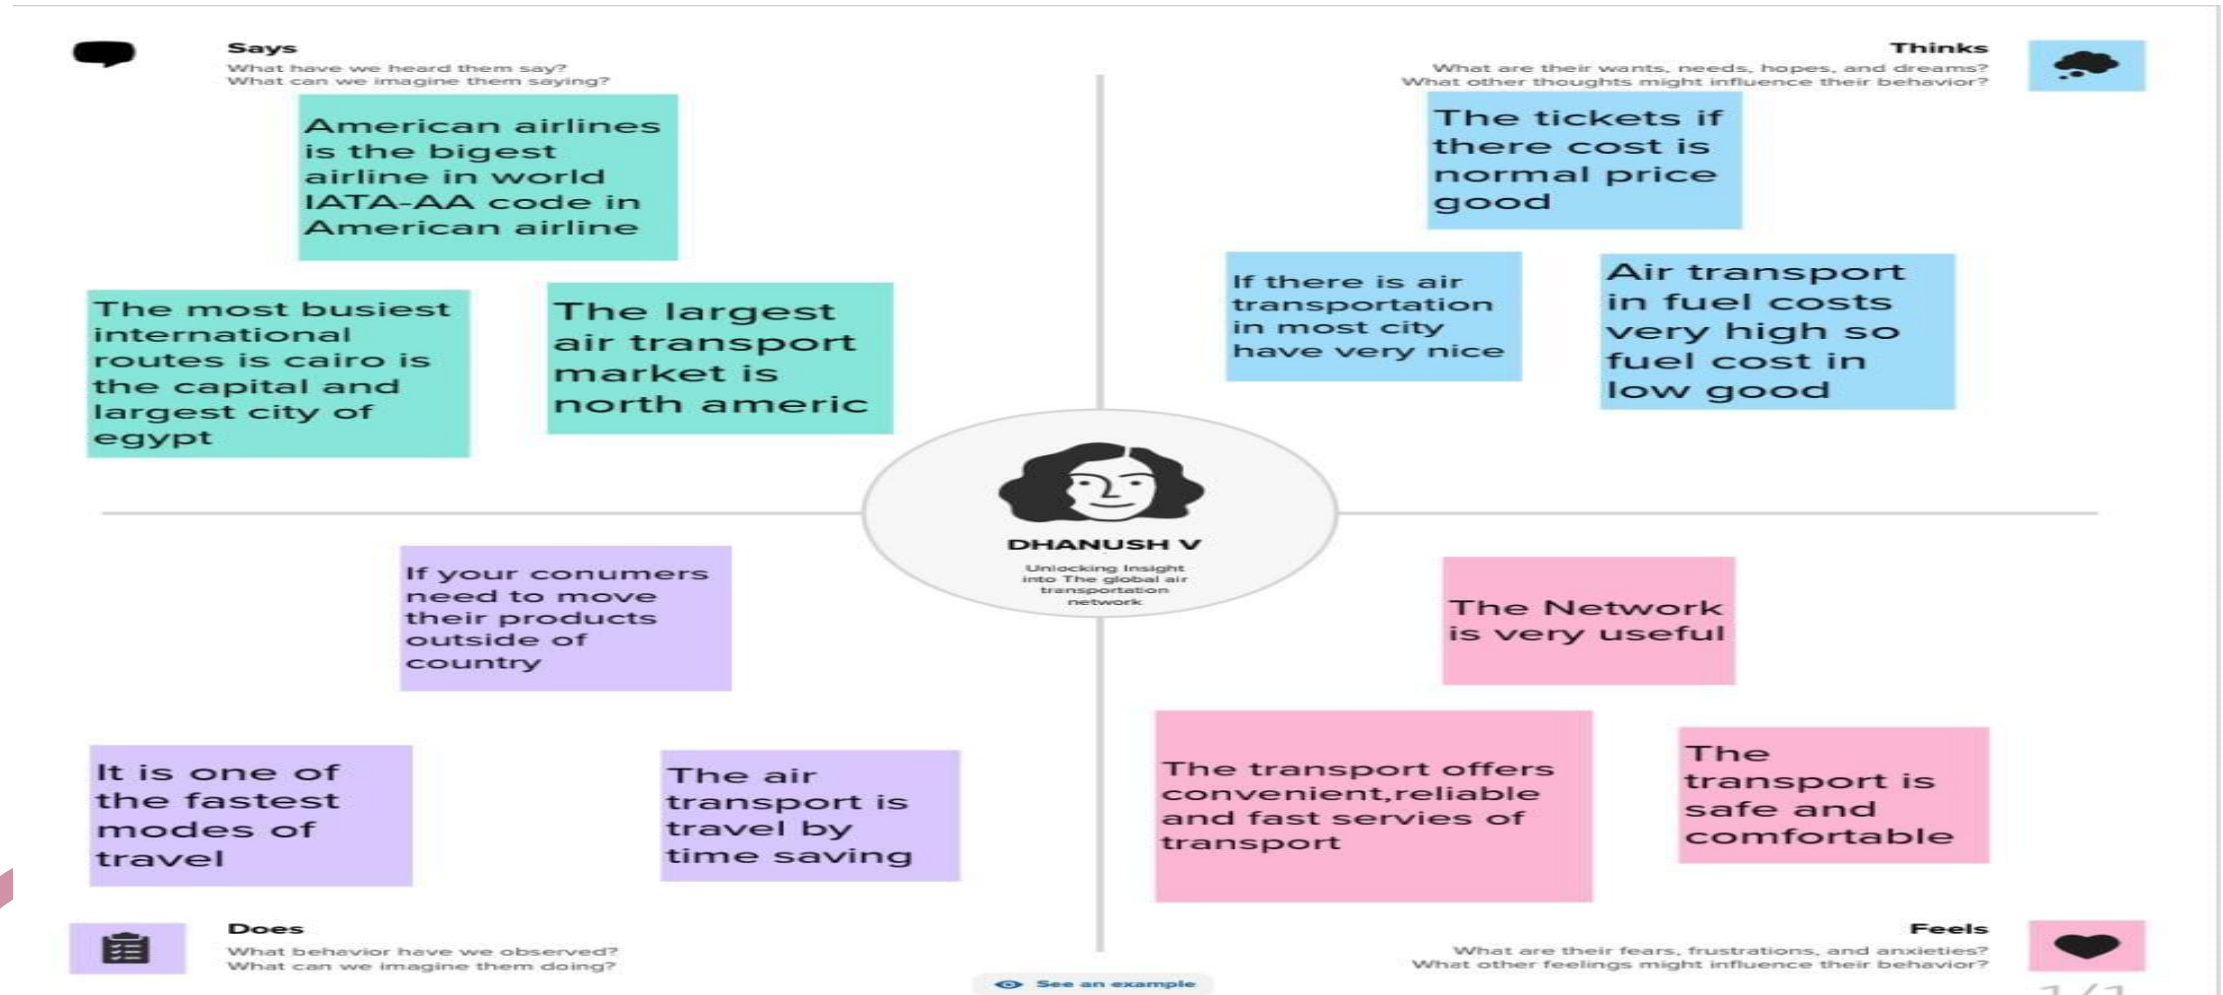 Says
What have we heard them say?
What can we imagine them saying?
American airlines
is the bigest
airline in world
IATA-AA code in
American airline
The most busiest
international
routes is cairo is
the capital and
largest city of
egypt
The largest
air transport
market is
north americ
Thinks
What are their wants, needs, hopes, and dreams?
What other thoughts might influence their behavior?
The tickets if
there cost is
normal price
good
If there is air
transportation
in most city
have very nice
Air transport
in fuel costs
very high so
fuel cost in
low good
DHANUSH V
Unlocking Insight
into The global air
transportation
network
If your conumers
need to move
their products
outside of
country
It is one of
the fastest
modes of
travel
The air
transport is
travel by
time saving
Does
What behavior have we observed?
What can we imagine them doing?
The Network
is very useful
The transport offers
convenient,reliable
and fast servies of
transport
The
transport is
safe and
comfortable
Feels
What are their fears, frustrations, and anxieties?
What other feelings might influence their behavior?
See an example